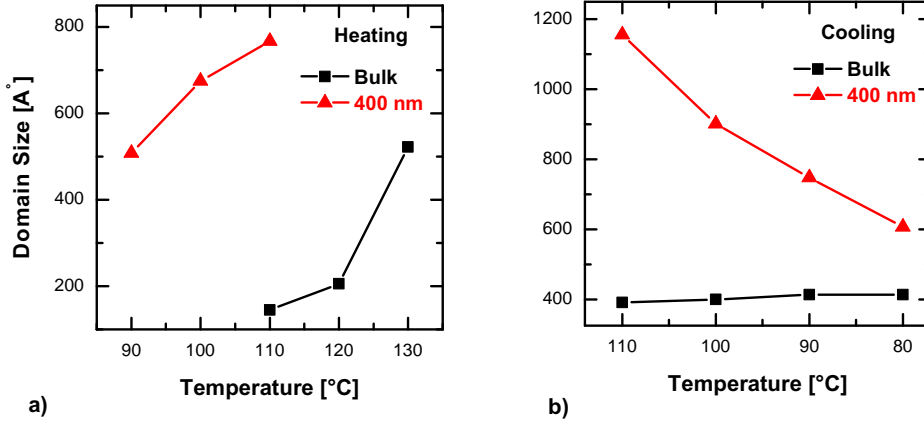 800
600
400
200
Domain Size [A°]
Heating
Bulk
400 nm
90 100 110 120 130
Temperature [°C]
a)
1200
1000
800
600
400
Cooling
Bulk
400 nm
110 100 90 80
Temperature [°C]
b)